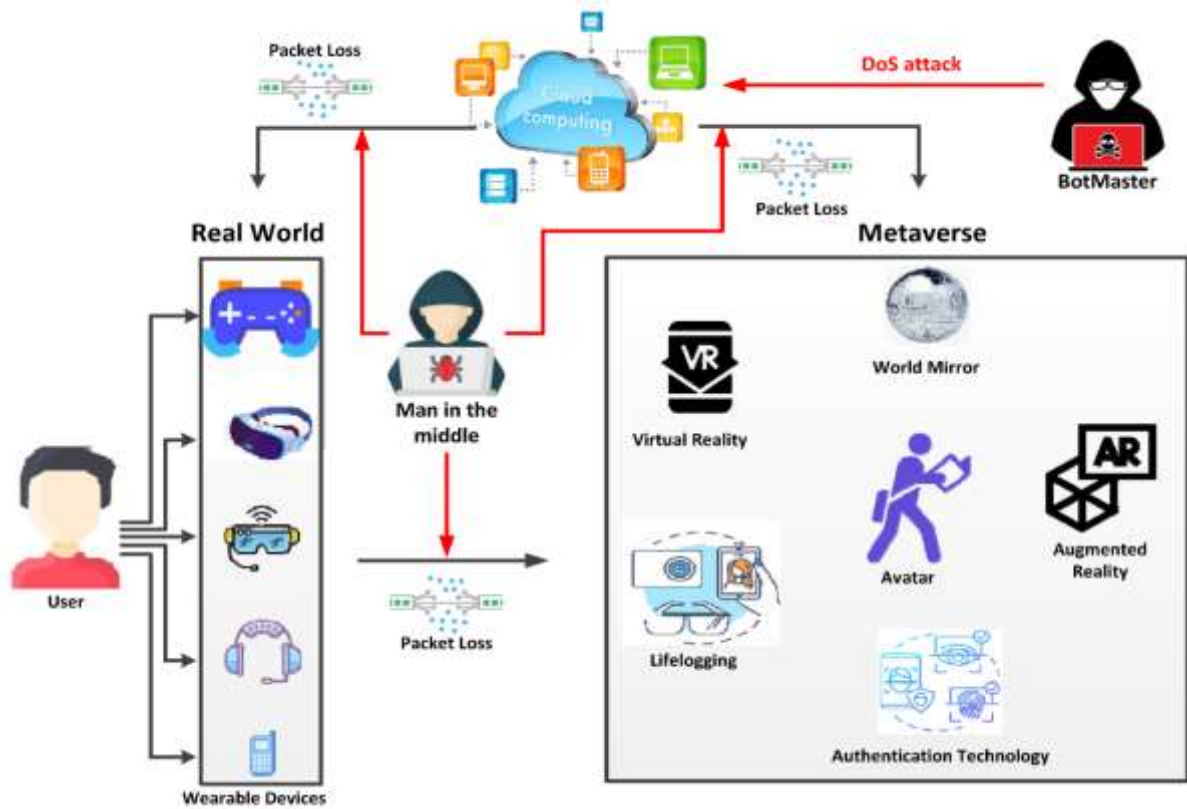 Packet Loss
Cloud
computing
DoS attack
BotMaster
Packet Loss
Real World
Metaverse
World Mirror
VR
Virtual Reality
Man in the
middle
AR
Augmented
Reality
Avatar
User
Packet Loss
Lifelogging
Authentication Technology
Wearable Devices